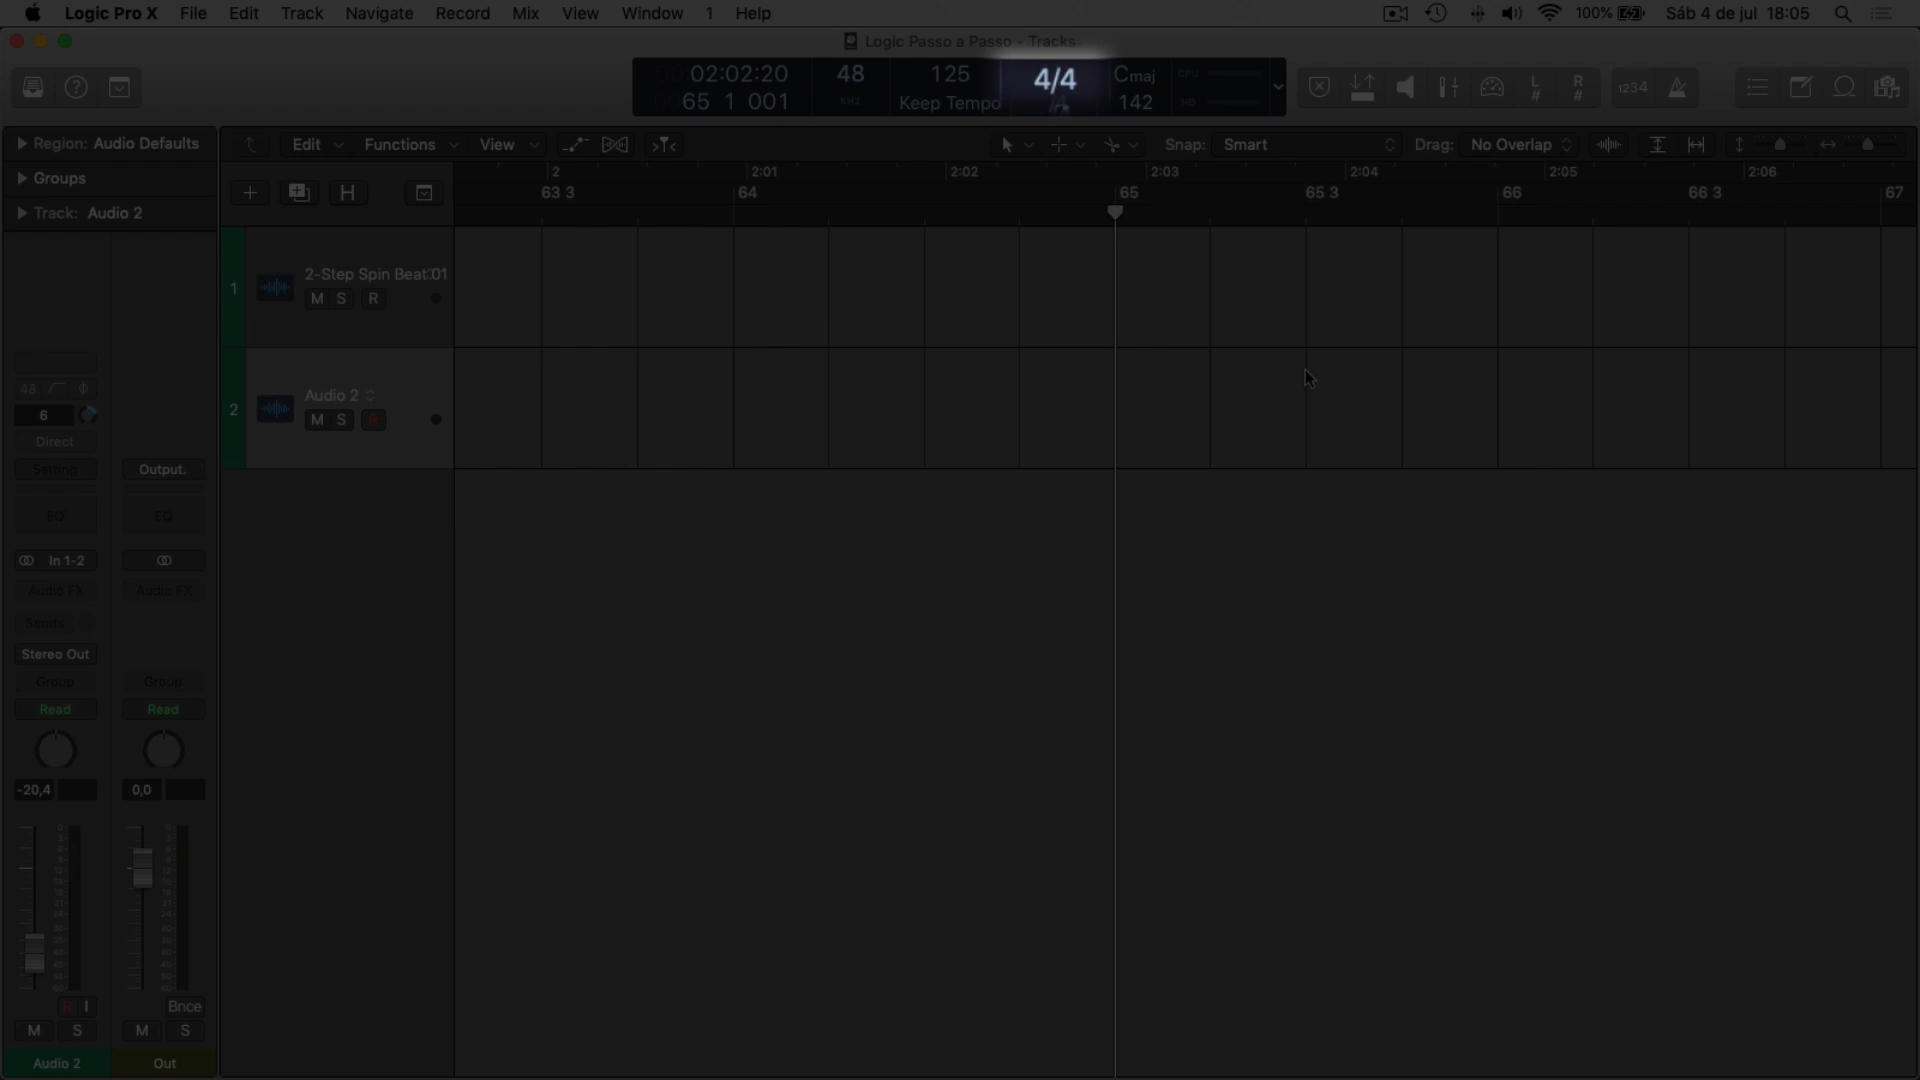 Logic Pro X File Edit Track Navigate Record Mix View Window 1 Help 100% Sáb 4 de jul 18:05
Logic Passo a Passo - Tracks
02:02:20 48 125 4/4 Cmaj CPU
65 1 001 KHZ Keep Tempo 142 HD
1234
L R
# #
Region: Audio Defaults
Edit Functions View Snap: Smart Drag: No Overlap
Groups
Track: Audio 2
H
2 2:01 2:02 2:03 2:04 2:05 2:06
63 3 64 65 65 3 66 66 3 67
1 2-Step Spin Beat.01
M S R
2 Audio 2
M S R
48
6
Direct
Setting Output.
EQ EQ
In 1-2
Audio FX Audio FX
Sends
Stereo Out
Group Group
Read Read
-20,4 0,0
R I Bnce
M S M S
Audio 2 Out